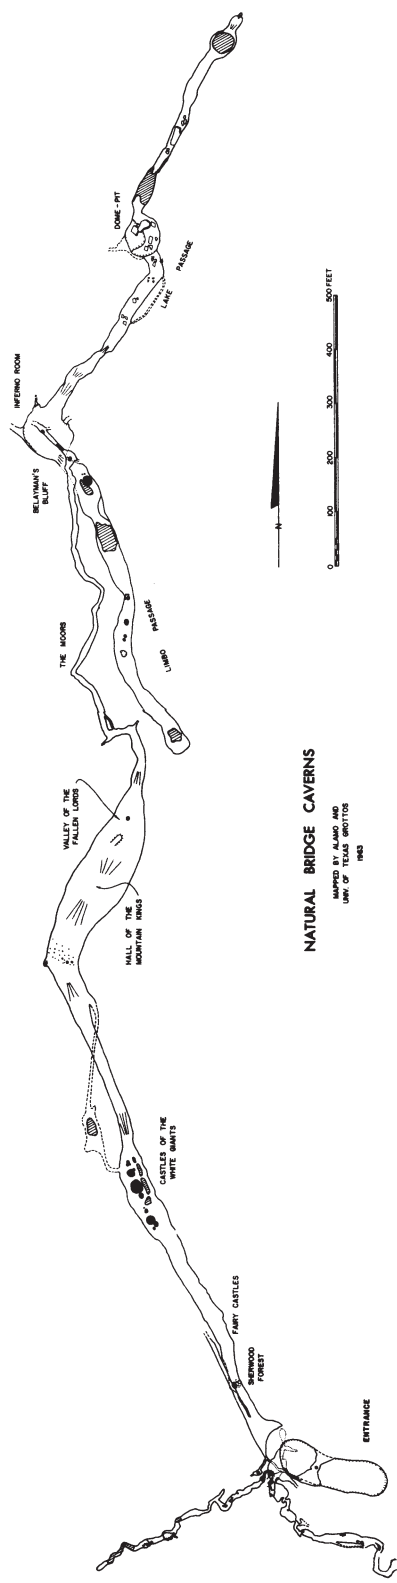 DOME-PIT
LAKE PASSAGE
INFERNO ROOM
BELAYMAN'S
BLUFF
0 100 200 300 400 500 FEET
N
THE MOORS
LIMBO PASSAGE
VALLEY OF THE
FALLEN LORDS
HALL OF THE
MOUNTAIN KINGS
NATURAL BRIDGE CAVERNS
MAPPED BY ALAMO AND
UNIV. OF TEXAS GROTTOS
1963
CASTLES OF THE
WHITE GIANTS
FAIRY CASTLES
SHERWOOD
FOREST
ENTRANCE